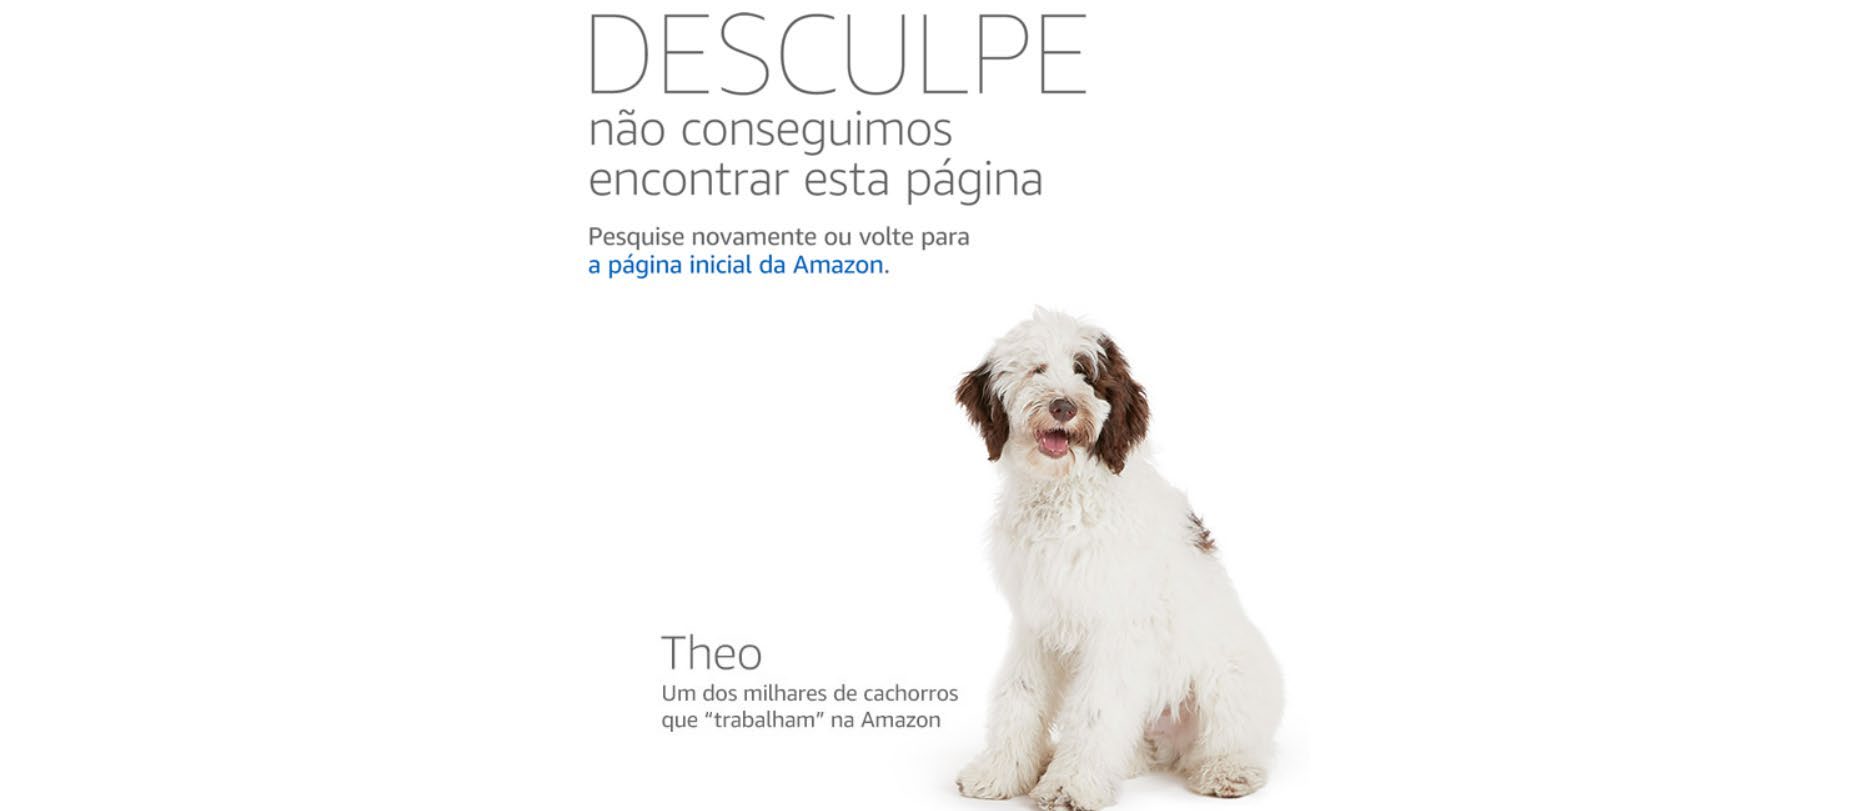 DESCULPE
não conseguimos
encontrar esta página
Pesquise novamente ou volte para
a página inicial da Amazon.
Theo
Um dos milhares de cachorros
que “trabalham” na Amazon